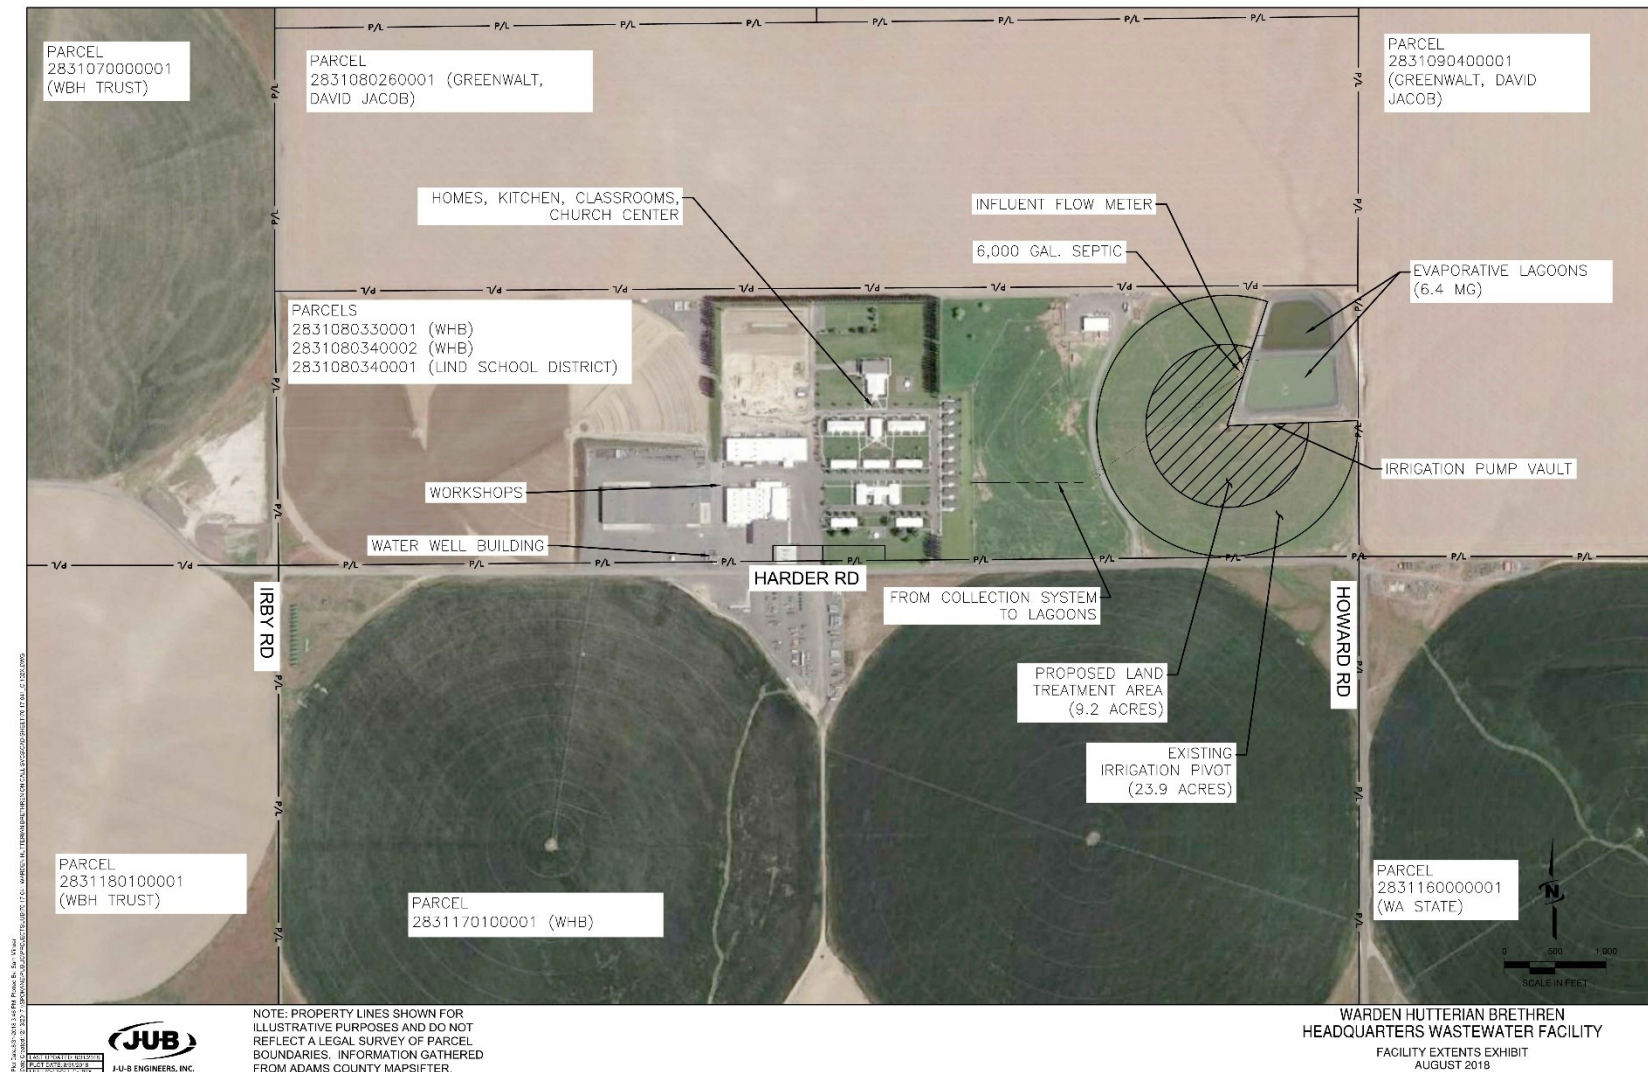 PARCEL
2831070000001
(WBH TRUST)
PARCEL
2831080260001 (GREENWALT,
DAVID JACOB)
PARCEL
2831090400001
(GREENWALT, DAVID
JACOB)
HOMES, KITCHEN, CLASSROOMS,
CHURCH CENTER
INFLUENT FLOW METER
6,000 GAL. SEPTIC
EVAPORATIVE LAGOONS
(6.4 MG)
PARCELS
2831080330001 (WHB)
2831080340002 (WHB)
2831080340001 (LIND SCHOOL DISTRICT)
IRRIGATION PUMP VAULT
WORKSHOPS
WATER WELL BUILDING
HARDER RD
IRBY RD
HOWARD RD
FROM COLLECTION SYSTEM
TO LAGOONS
PROPOSED LAND
TREATMENT AREA
(9.2 ACRES)
EXISTING
IRRIGATION PIVOT
(23.9 ACRES)
PARCEL
2831180100001
(WBH TRUST)
PARCEL
2831170100001 (WHB)
PARCEL
2831160000001
(WA STATE)
N
0 500 1,000
SCALE IN FEET
P/L P/L P/L P/L P/L P/L P/L P/L
P/L P/L P/L P/L P/L P/L P/L P/L
P/L P/L P/L P/L P/L P/L P/L P/L P/L P/L P/L
JUB
J-U-B ENGINEERS, INC.
NOTE: PROPERTY LINES SHOWN FOR
ILLUSTRATIVE PURPOSES AND DO NOT
REFLECT A LEGAL SURVEY OF PARCEL
BOUNDARIES. INFORMATION GATHERED
FROM ADAMS COUNTY MAPSIFTER.
WARDEN HUTTERIAN BRETHREN
HEADQUARTERS WASTEWATER FACILITY
FACILITY EXTENTS EXHIBIT
AUGUST 2018